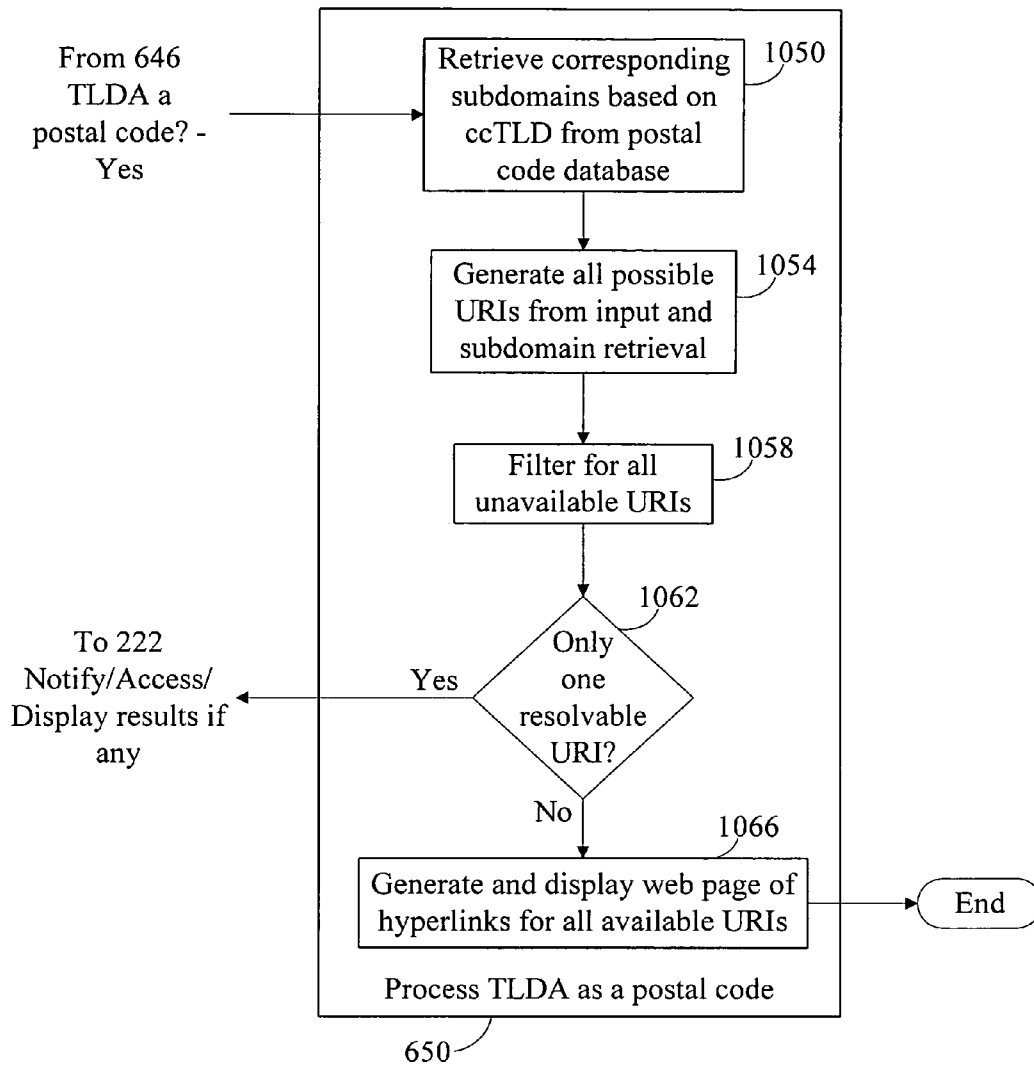 From 646
TLDA a
postal code? -
Yes
Retrieve corresponding
subdomains based on
ccTLD from postal
code database
1050
Generate all possible
URIs from input and
subdomain retrieval
1054
Filter for all
unavailable URIs
1058
Only
one
resolvable
URI?
1062
Yes
To 222
Notify/Access/
Display results if
any
No
Generate and display web page of
hyperlinks for all available URIs
1066
End
Process TLDA as a postal code
650